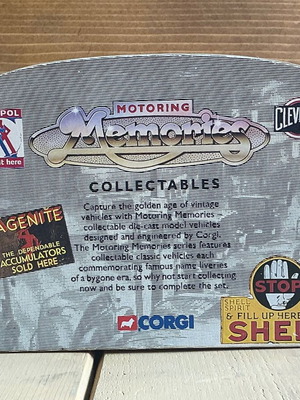 MOTORING
Memories
COLLECTABLES
Capture the golden age of vintage
vehicles with Motoring Memories -
collectable die-cast model vehicles
designed and engineered by Corgi.
The Motoring Memories series features
collectable classic vehicles each
commemorating famous name liveries
of a bygone era, so why not start collecting
now and be sure to complete the set.
CORGI
POL
t here
CLEVE
AGENITE
THE DEPENDABLE
ACCUMULATORS
SOLD HERE
STOP
SHELL
SPIRIT
& FILL UP HERE
SHE